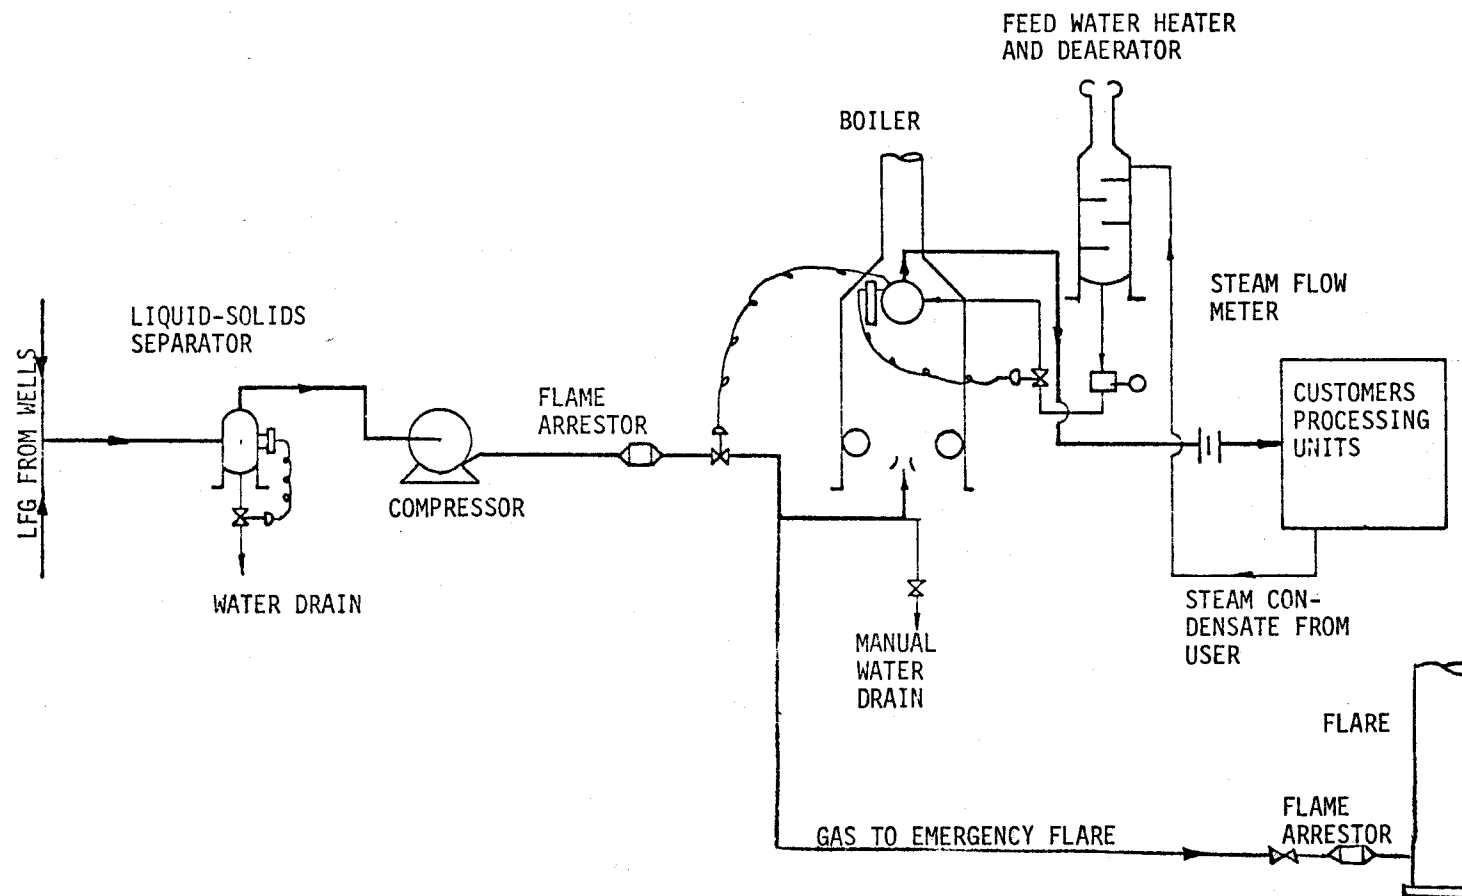 FEED WATER HEATER
AND DEAERATOR
BOILER
STEAM FLOW
METER
LIQUID-SOLIDS
SEPARATOR
LFG FROM WELLS
FLAME
ARRESTOR
CUSTOMERS
PROCESSING
UNITS
COMPRESSOR
WATER DRAIN
STEAM CON-
DENSATE FROM
USER
MANUAL
WATER
DRAIN
FLARE
FLAME
ARRESTOR
GAS TO EMERGENCY FLARE